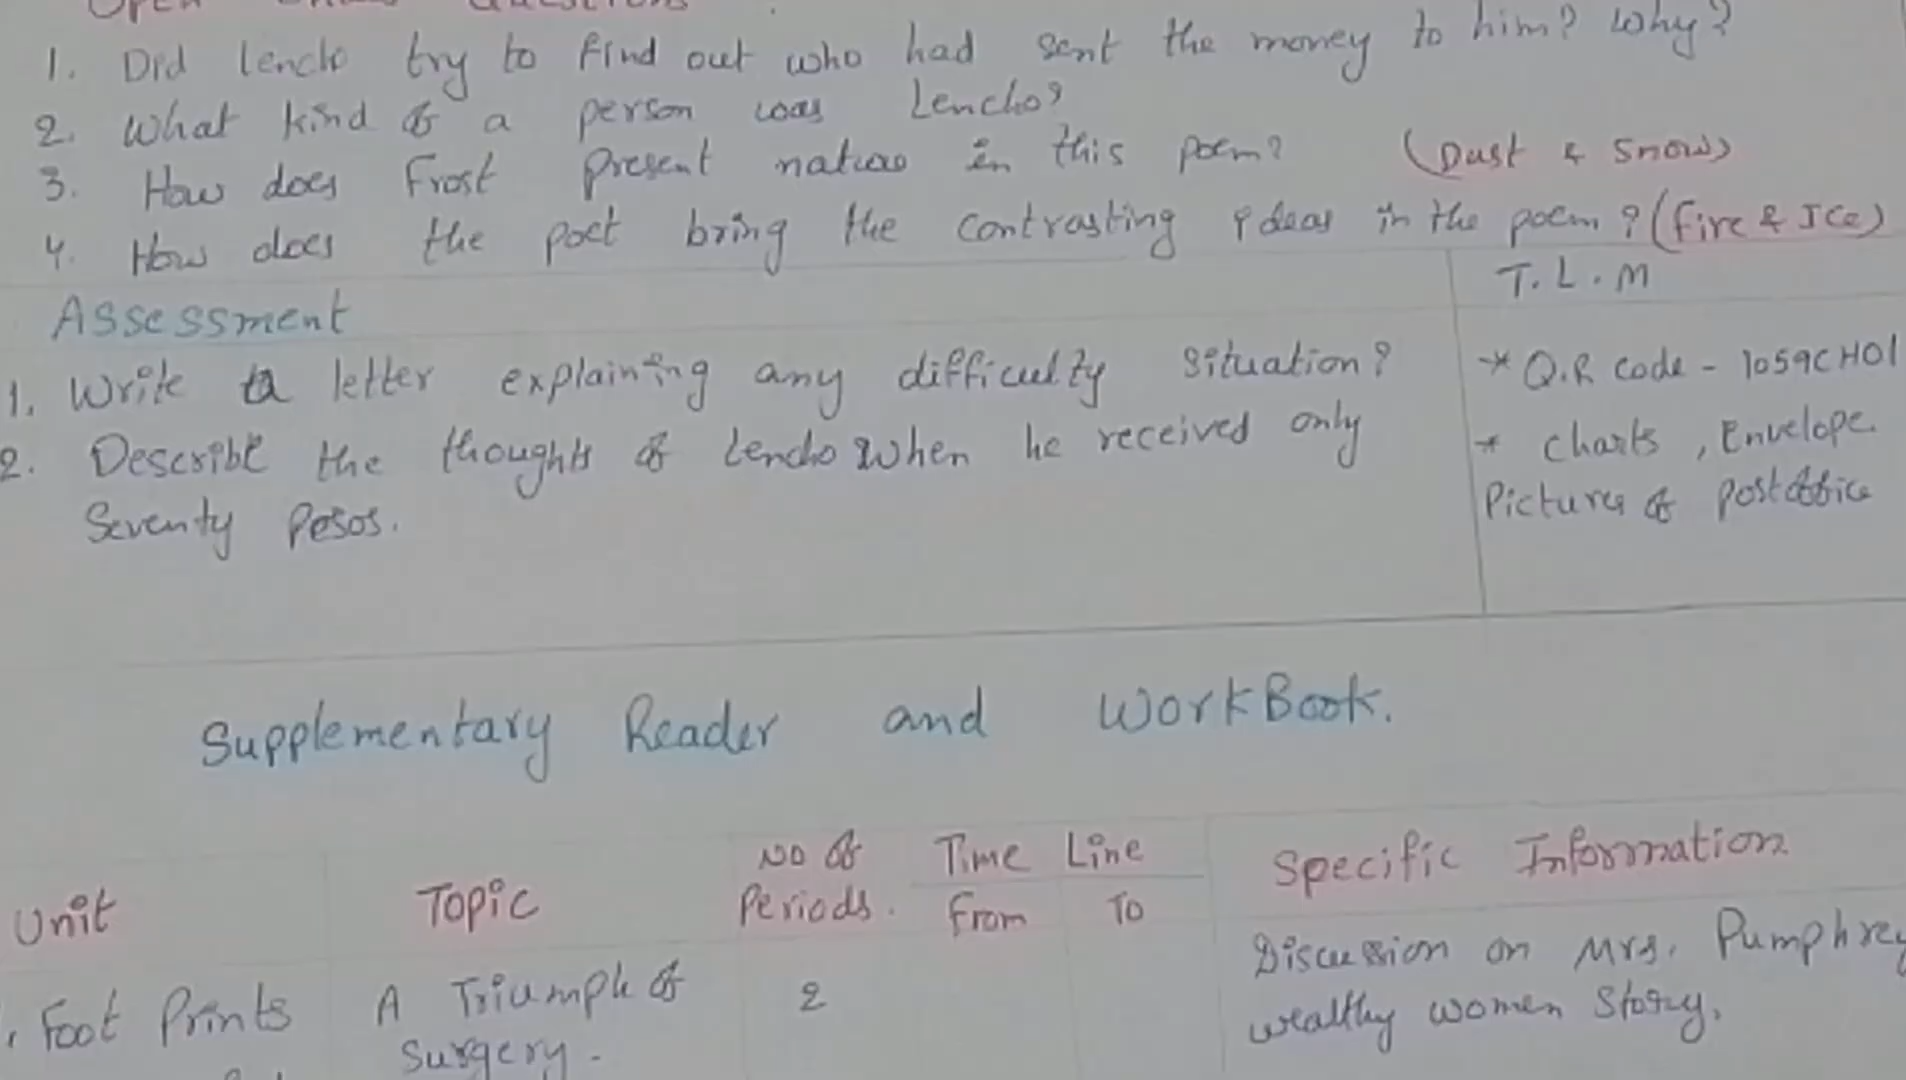 Open Ended Questions :
1. Did lencho try to find out who had sent the money to him? Why?
2. What kind of a person was Lencho?
3. How does Frost present nature in this poem? (Dust & Snow)
4. How does the poet bring the contrasting ideas in the poem? (Fire & Ice)
Assessment
T.L.M
1. Write a letter explaining any difficulty situation?
* Q.R code - 1059CH01
2. Describe the thoughts of Lencho when he received only
* charts, Envelope.
Seventy Pesos.
Pictures of postoffice
Supplementary Reader and WorkBook.
Unit Topic No of Periods. Time Line Specific Information
From To
Foot Prints A Triumph of 2 Discussion on Mrs. Pumphrey
Surgery. wealthy women Story.